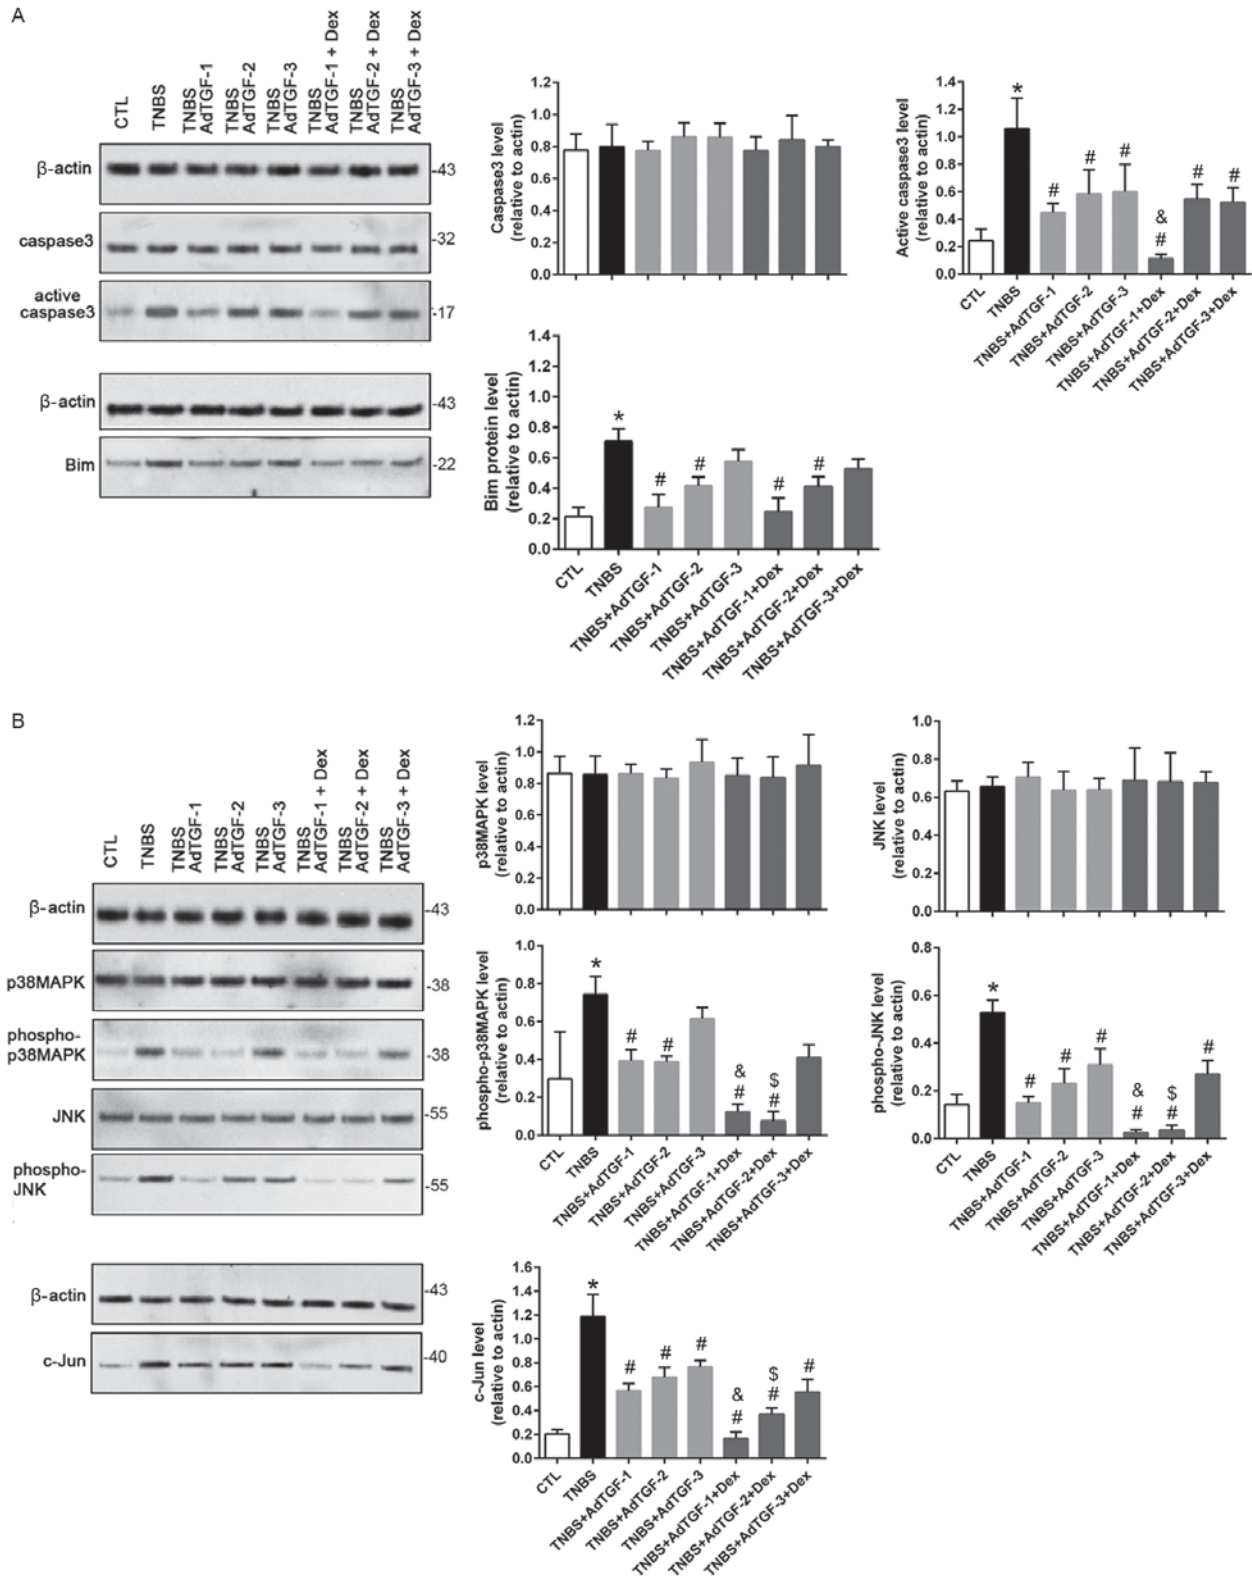 A
CTL
TNBS
TNBS
AdTGF-1
TNBS
AdTGF-2
TNBS
AdTGF-3
TNBS
AdTGF-1 + Dex
TNBS
AdTGF-2 + Dex
TNBS
AdTGF-3 + Dex
β-actin
-43
caspase3
-32
active
caspase3
-17
β-actin
-43
Bim
-22
Caspase3 level
(relative to actin)
1.2
1.0
0.8
0.6
0.4
0.2
0.0
Active caspase3 level
(relative to actin)
1.4
1.2
1.0
0.8
0.6
0.4
0.2
0.0
*
#
#
#
&
#
#
#
CTL
TNBS
TNBS+AdTGF-1
TNBS+AdTGF-2
TNBS+AdTGF-3
TNBS+AdTGF-1+Dex
TNBS+AdTGF-2+Dex
TNBS+AdTGF-3+Dex
Bim protein level
(relative to actin)
1.4
1.2
1.0
0.8
0.6
0.4
0.2
0.0
*
#
#
#
#
CTL
TNBS
TNBS+AdTGF-1
TNBS+AdTGF-2
TNBS+AdTGF-3
TNBS+AdTGF-1+Dex
TNBS+AdTGF-2+Dex
TNBS+AdTGF-3+Dex
B
CTL
TNBS
TNBS
AdTGF-1
TNBS
AdTGF-2
TNBS
AdTGF-3
TNBS
AdTGF-1 + Dex
TNBS
AdTGF-2 + Dex
TNBS
AdTGF-3 + Dex
β-actin
-43
p38MAPK
-38
phospho-
p38MAPK
-38
JNK
-55
phospho-
JNK
-55
β-actin
-43
c-Jun
-40
p38MAPK level
(relative to actin)
1.2
1.0
0.8
0.6
0.4
0.2
0.0
JNK level
(relative to actin)
1.0
0.8
0.6
0.4
0.2
0.0
phospho-p38MAPK level
(relative to actin)
1.0
0.8
0.6
0.4
0.2
0.0
*
#
#
&
#
$
#
CTL
TNBS
TNBS+AdTGF-1
TNBS+AdTGF-2
TNBS+AdTGF-3
TNBS+AdTGF-1+Dex
TNBS+AdTGF-2+Dex
TNBS+AdTGF-3+Dex
phospho-JNK level
(relative to actin)
0.8
0.6
0.4
0.2
0.0
*
#
#
#
&
#
$
#
#
CTL
TNBS
TNBS+AdTGF-1
TNBS+AdTGF-2
TNBS+AdTGF-3
TNBS+AdTGF-1+Dex
TNBS+AdTGF-2+Dex
TNBS+AdTGF-3+Dex
c-Jun level
(relative to actin)
1.6
1.4
1.2
1.0
0.8
0.6
0.4
0.2
0.0
*
#
#
#
&
#
$
#
#
CTL
TNBS
TNBS+AdTGF-1
TNBS+AdTGF-2
TNBS+AdTGF-3
TNBS+AdTGF-1+Dex
TNBS+AdTGF-2+Dex
TNBS+AdTGF-3+Dex